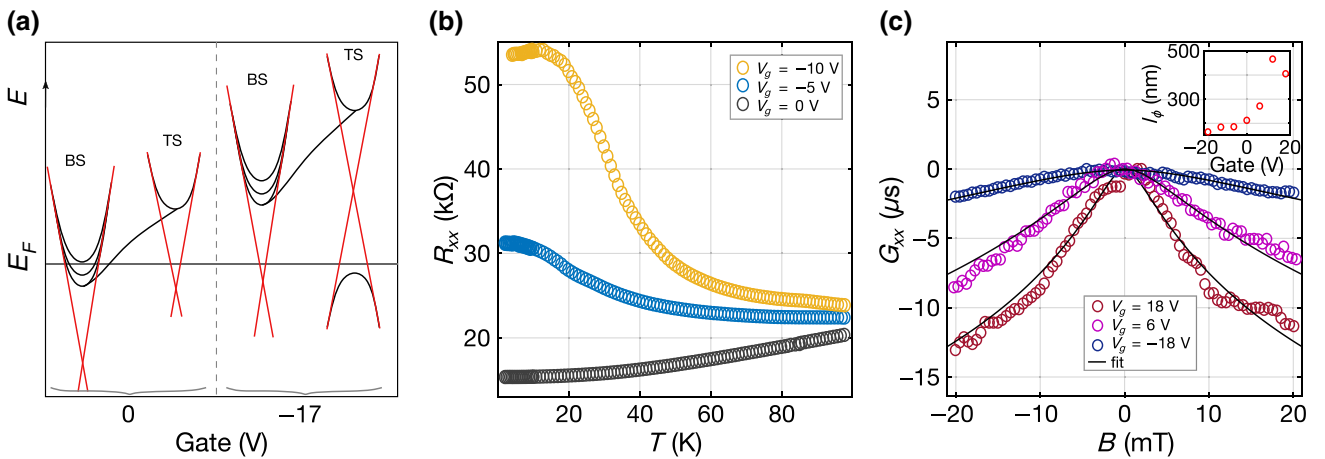 (a)
E
E_F
BS
TS
BS
TS
0
−17
Gate (V)
(b)
R_xx (kΩ)
50
40
30
20
V_g = −10 V
V_g = −5 V
V_g = 0 V
20
40
60
80
T (K)
(c)
G_xx (µs)
5
0
−5
−10
−15
500
300
l_ϕ (nm)
−20
0
20
Gate (V)
V_g = 18 V
V_g = 6 V
V_g = −18 V
fit
−20
−10
0
10
20
B (mT)